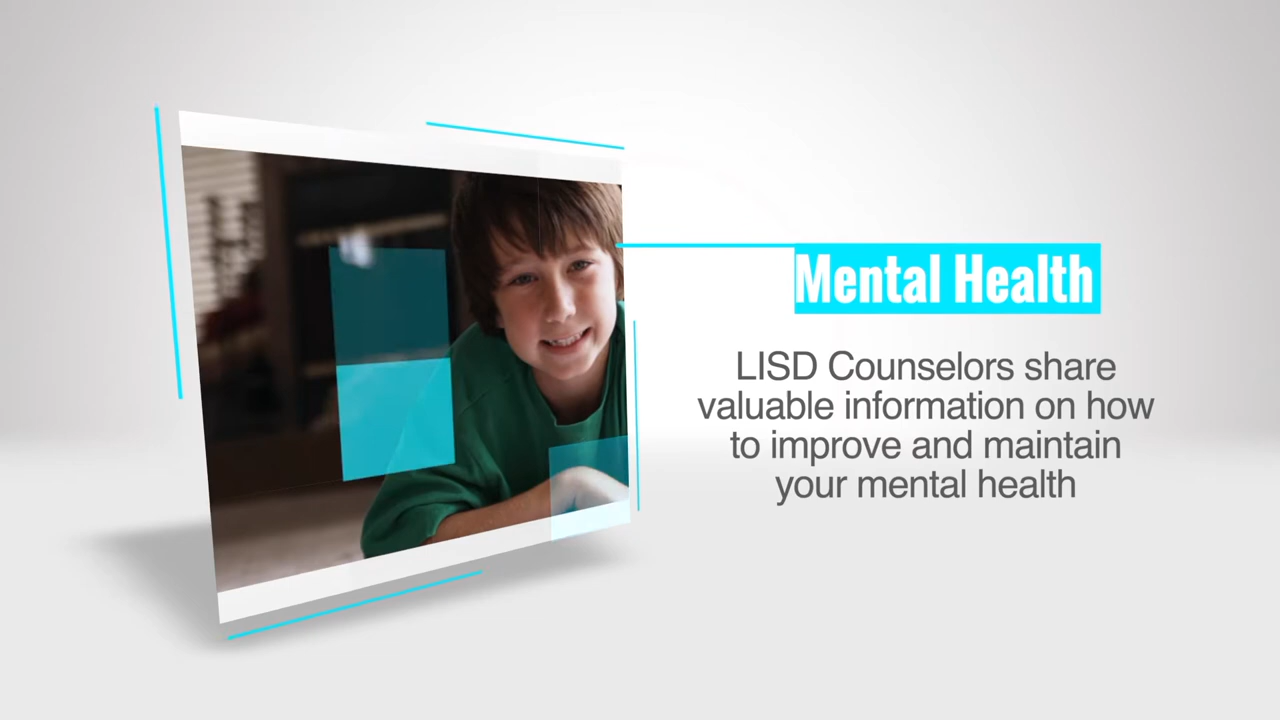 Mental Health
LISD Counselors share
valuable information on how
to improve and maintain
your mental health